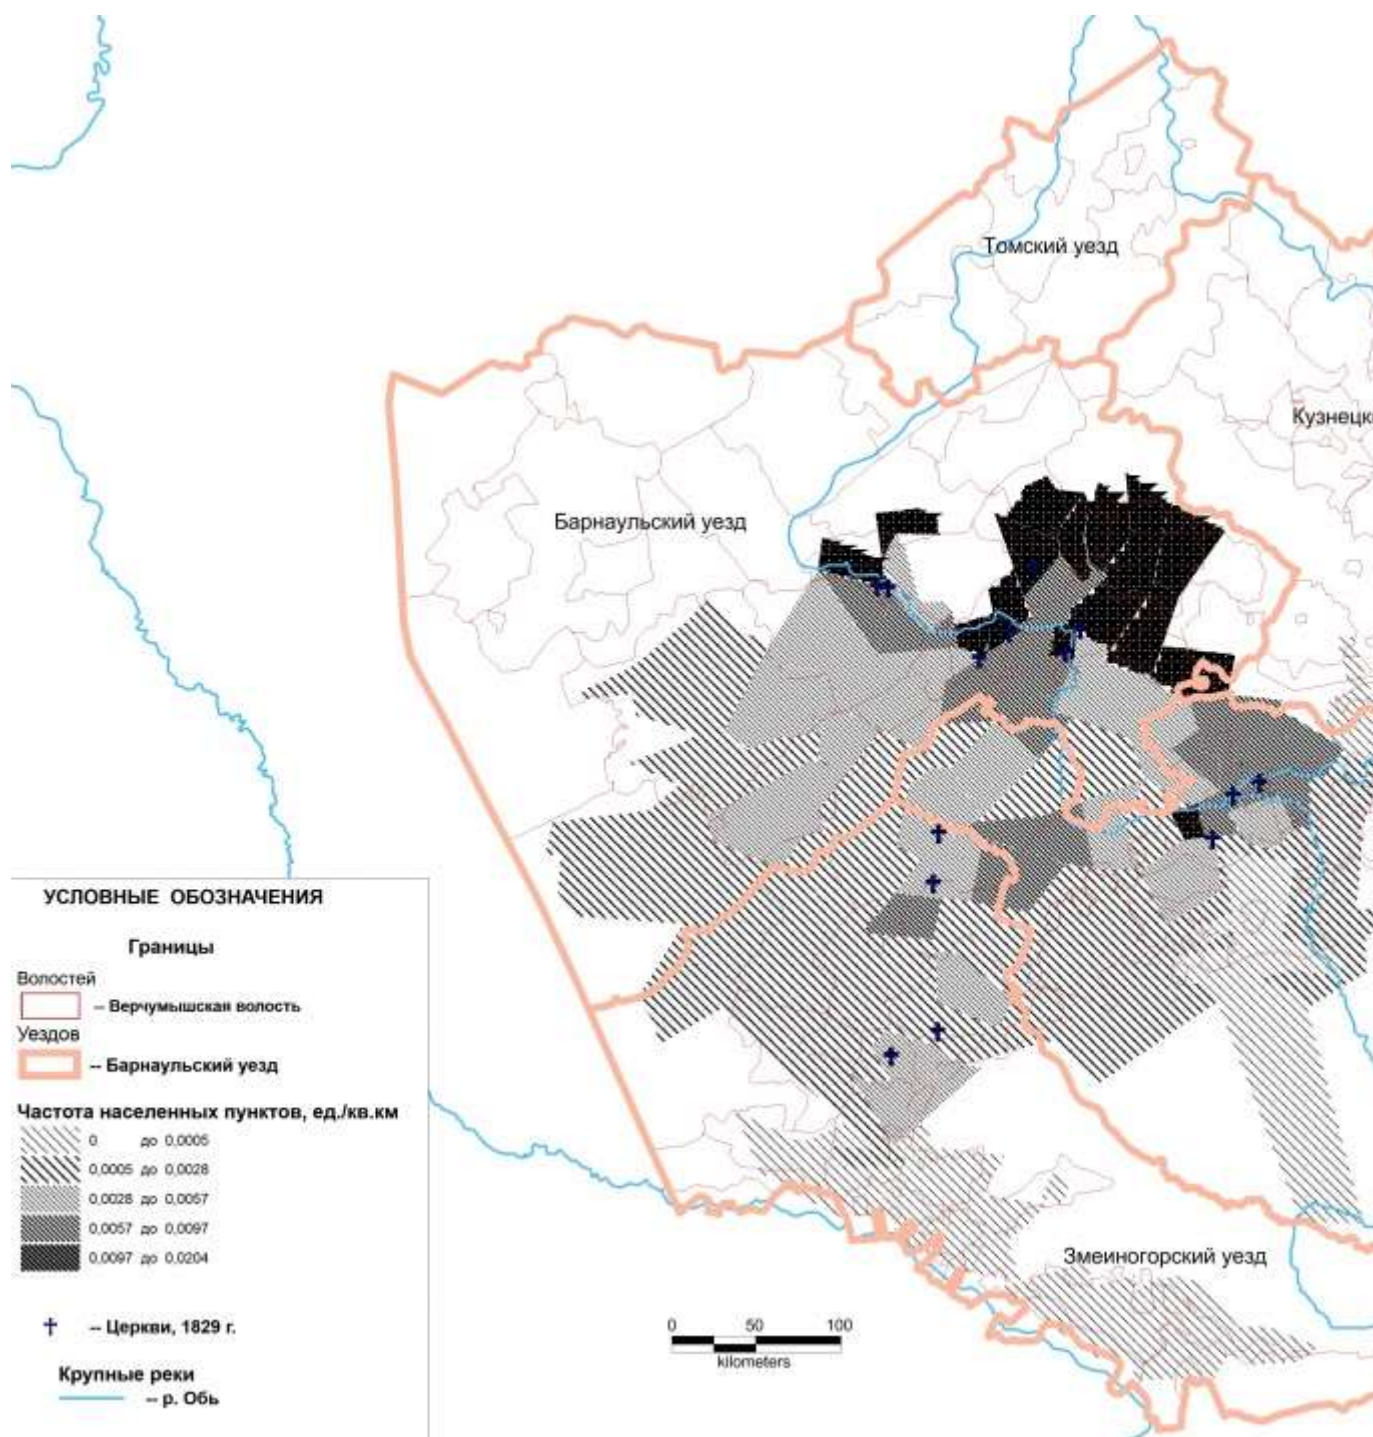 Томский уезд
Кузнецк
Барнаульский уезд
УСЛОВНЫЕ ОБОЗНАЧЕНИЯ
Границы
Волостей
-- Верчумышская волость
Уездов
-- Барнаульский уезд
Частота населенных пунктов, ед./кв.км
0 до 0,0005
0,0005 до 0,0028
0,0028 до 0,0057
0,0057 до 0,0097
0,0097 до 0,0204
-- Церкви, 1829 г.
Крупные реки
-- р. Обь
Змеиногорский уезд
0 50 100
kilometers